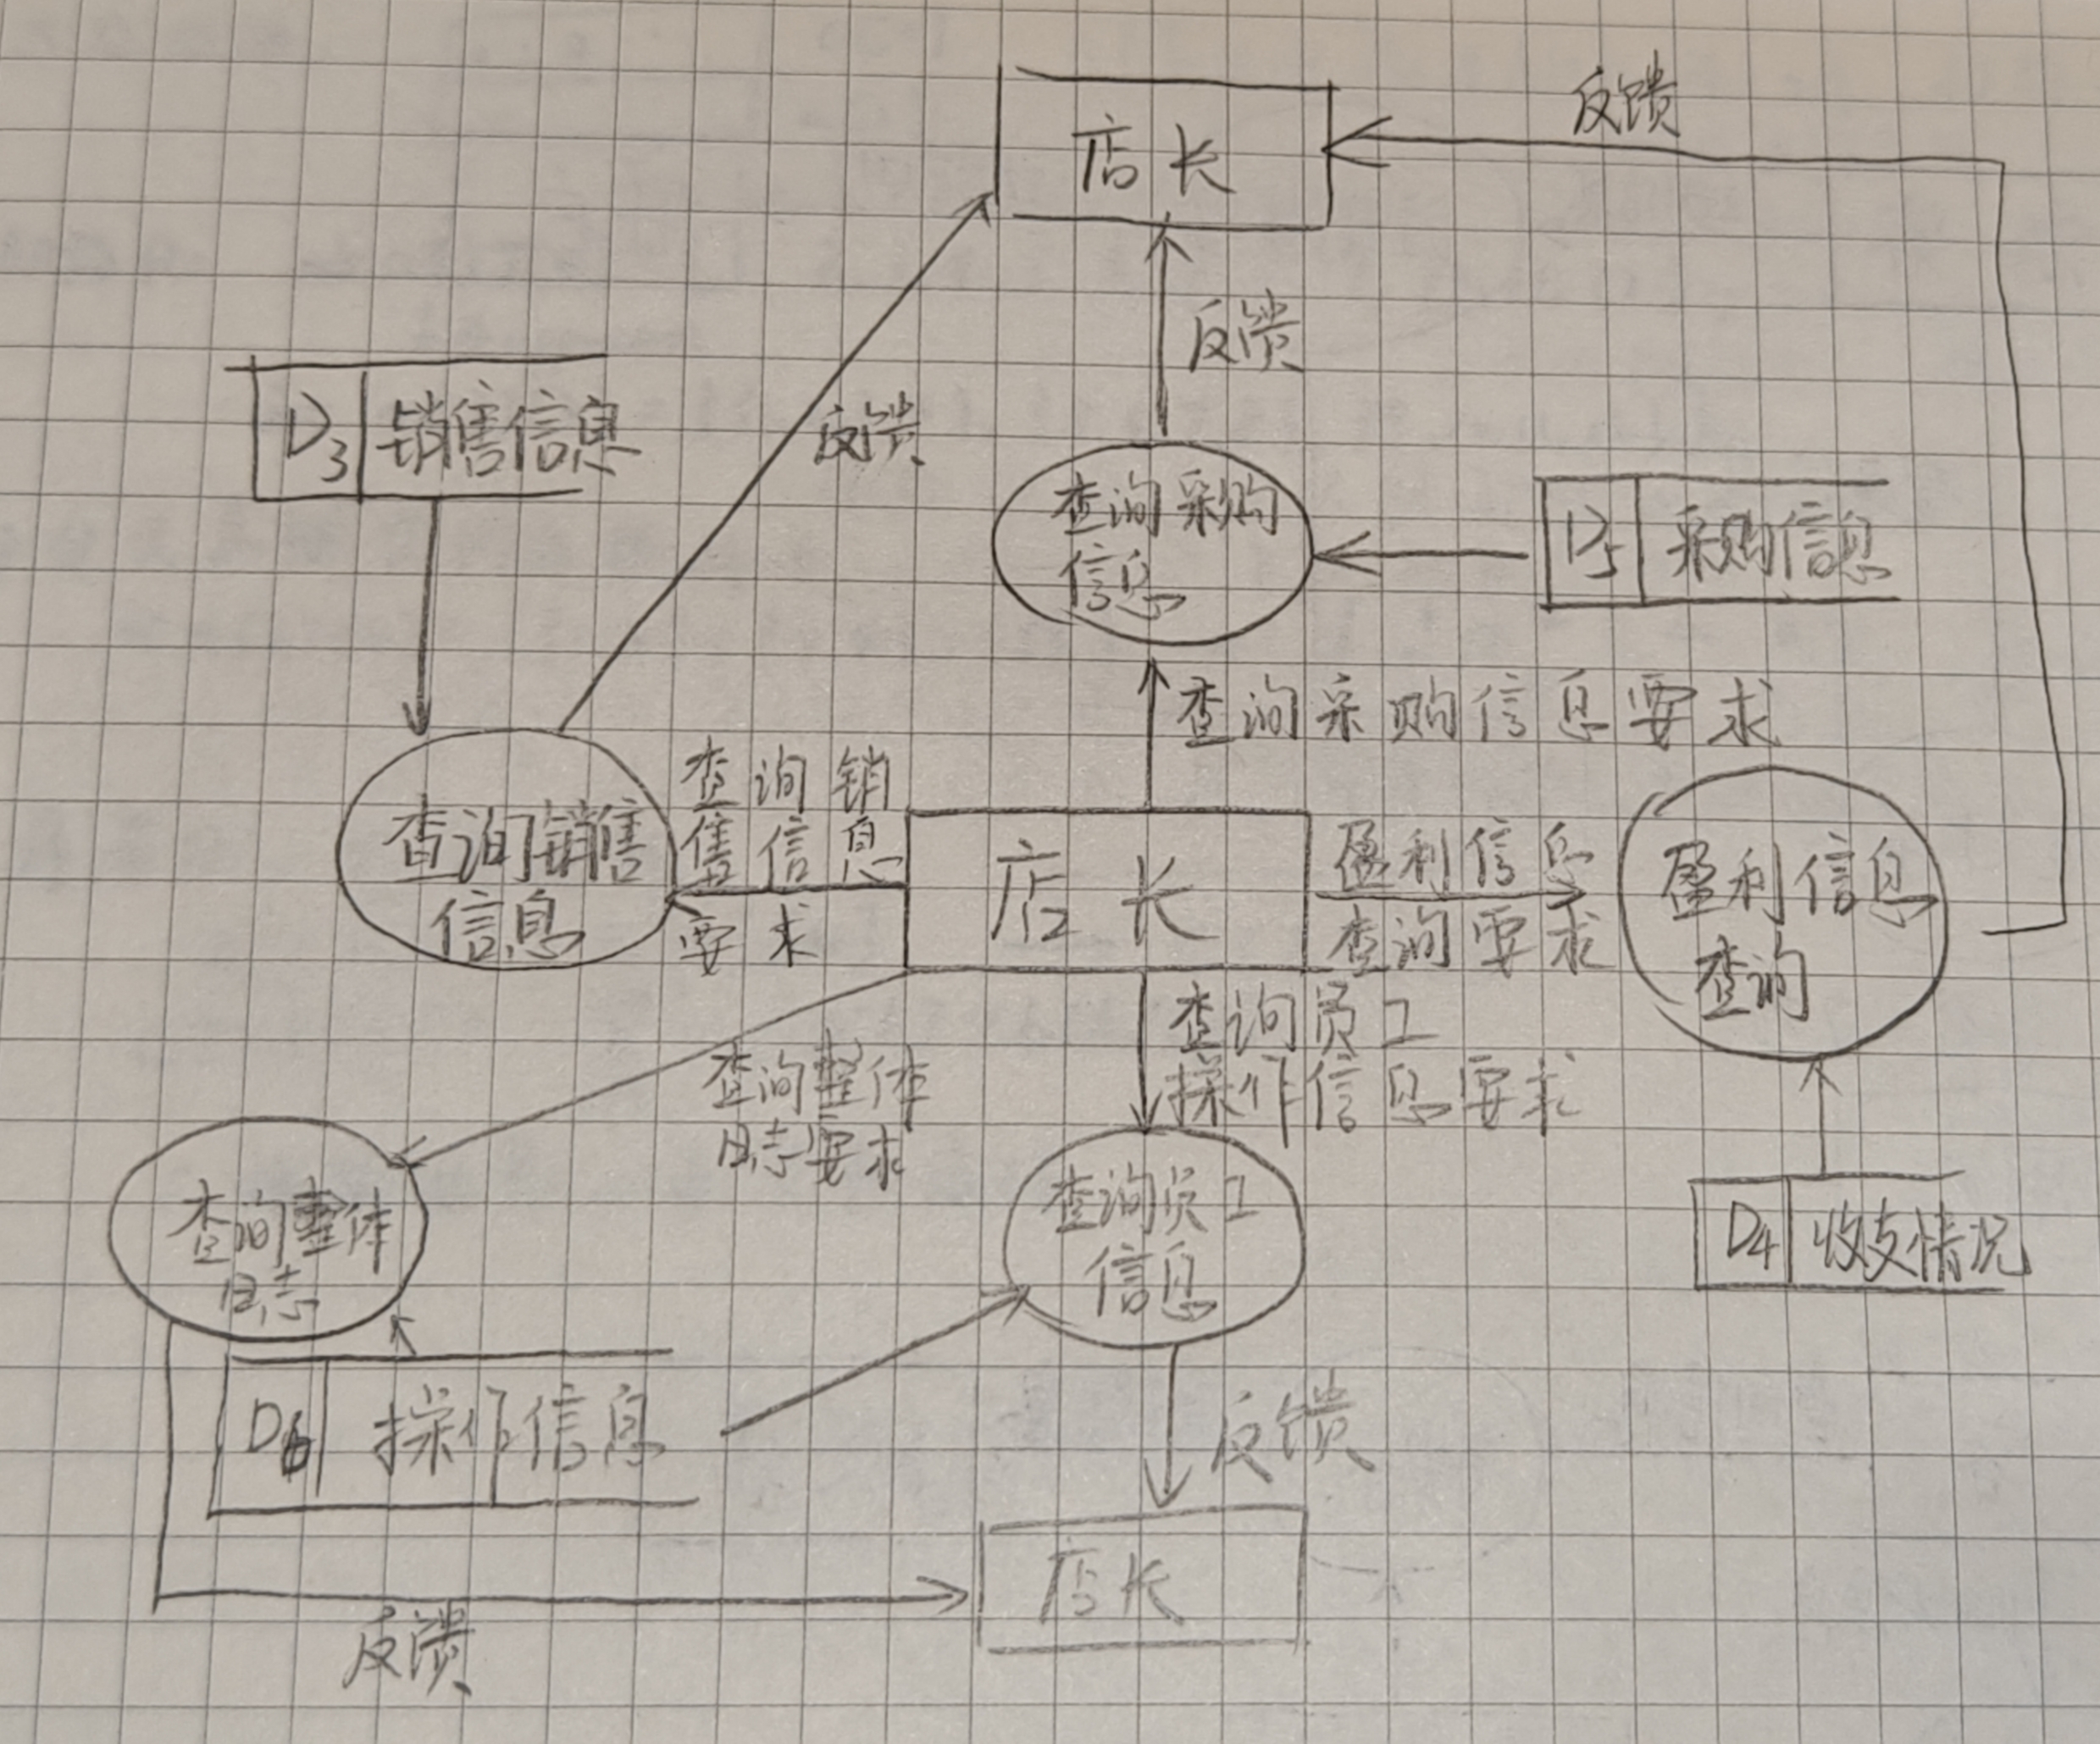 店长
反馈
反馈
D3 销售信息
反馈
查询采购
信息
D5 采购信息
查询采购信息要求
查询销
售信息
要求
查询销售
信息
店长
盈利信息
查询要求
盈利信息
查询
查询员工
操作信息要求
查询整体
日志要求
查询整体
日志
查询员工
信息
D4 收支情况
D6 操作信息
反馈
店长
反馈